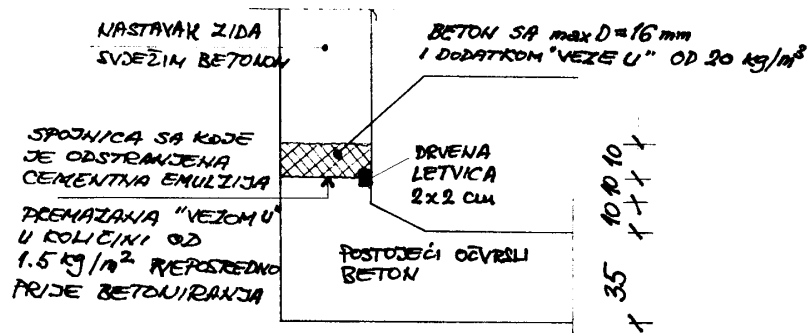 NASTAVAK ZIDA
SVJEŽIM BETONOM
BETON SA max D=16 mm
I DODATKOM "VEZE U" OD 20 kg/m³
SPOJNICA SA KOJE
JE ODSTRANJENA
CEMENTNA EMULZIJA
PREMAZANA "VEZOM U"
U KOLIČINI OD
1.5 kg/m² NEPOSREDNO
PRIJE BETONIRANJA
DRVENA
LETVICA
2x2 cm
POSTOJEĆI OČVRSLI
BETON
10
10
10
35